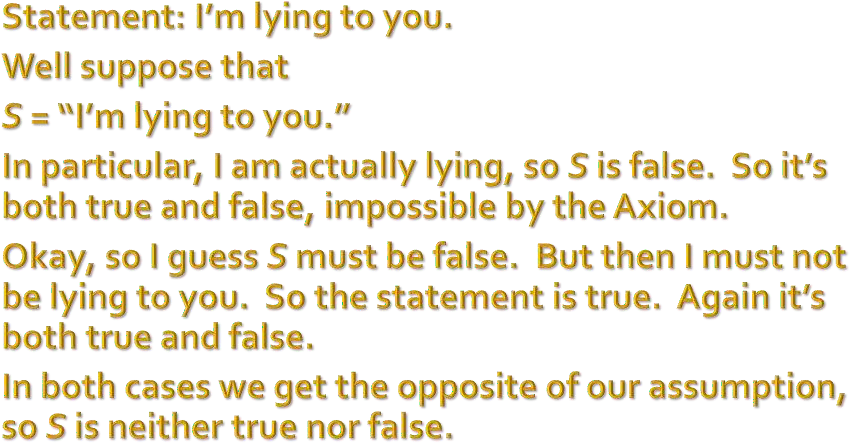 Statement: I’m lying to you.
Well suppose that
S = “I’m lying to you.”
In particular, I am actually lying, so S is false.  So it’s
both true and false, impossible by the Axiom.
Okay, so I guess S must be false.  But then I must not
be lying to you.  So the statement is true.  Again it’s
both true and false.
In both cases we get the opposite of our assumption,
so S is neither true nor false.